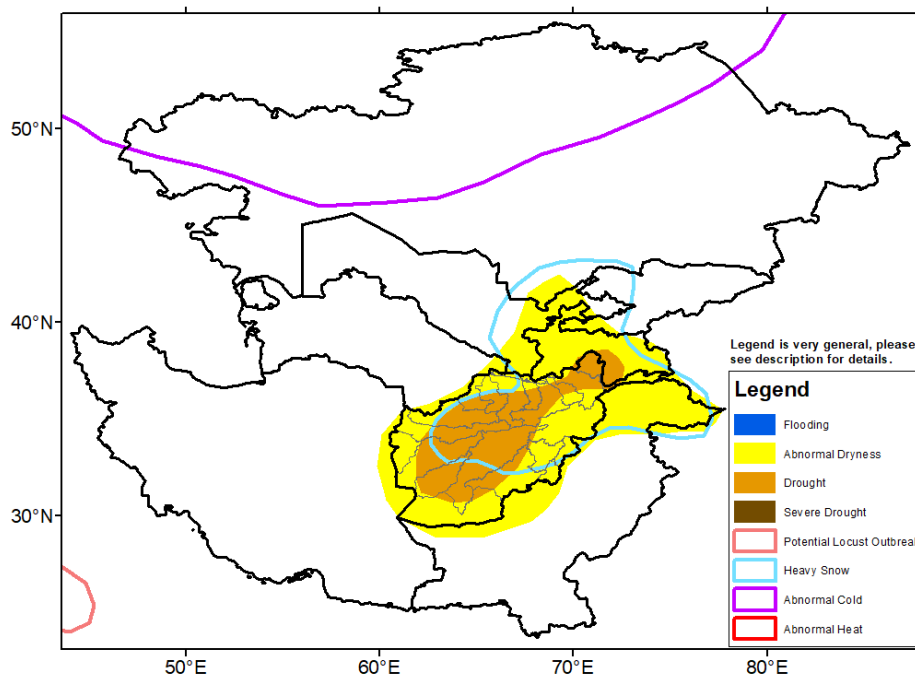 50°N
40°N
30°N
50°E
60°E
70°E
80°E
Legend is very general, please
see description for details.
Legend
Flooding
Abnormal Dryness
Drought
Severe Drought
Potential Locust Outbreak
Heavy Snow
Abnormal Cold
Abnormal Heat